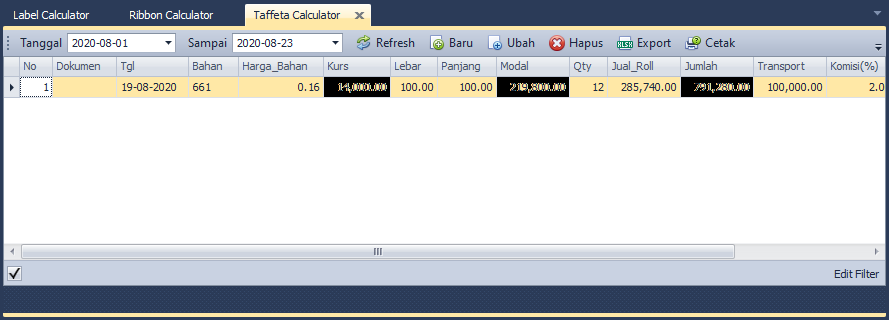 Label Calculator Ribbon Calculator Taffeta Calculator
Tanggal 2020-08-01 Sampai 2020-08-23 Refresh Baru Ubah Hapus Export Cetak
No Dokumen Tgl Bahan Harga_Bahan Kurs Lebar Panjang Modal Qty Jual_Roll Jumlah Transport Komisi(%)
1 19-08-2020 661 0.16 14,000.00 100.00 100.00 219,800.00 12 285,740.00 791,280.00 100,000.00 2.0
Edit Filter